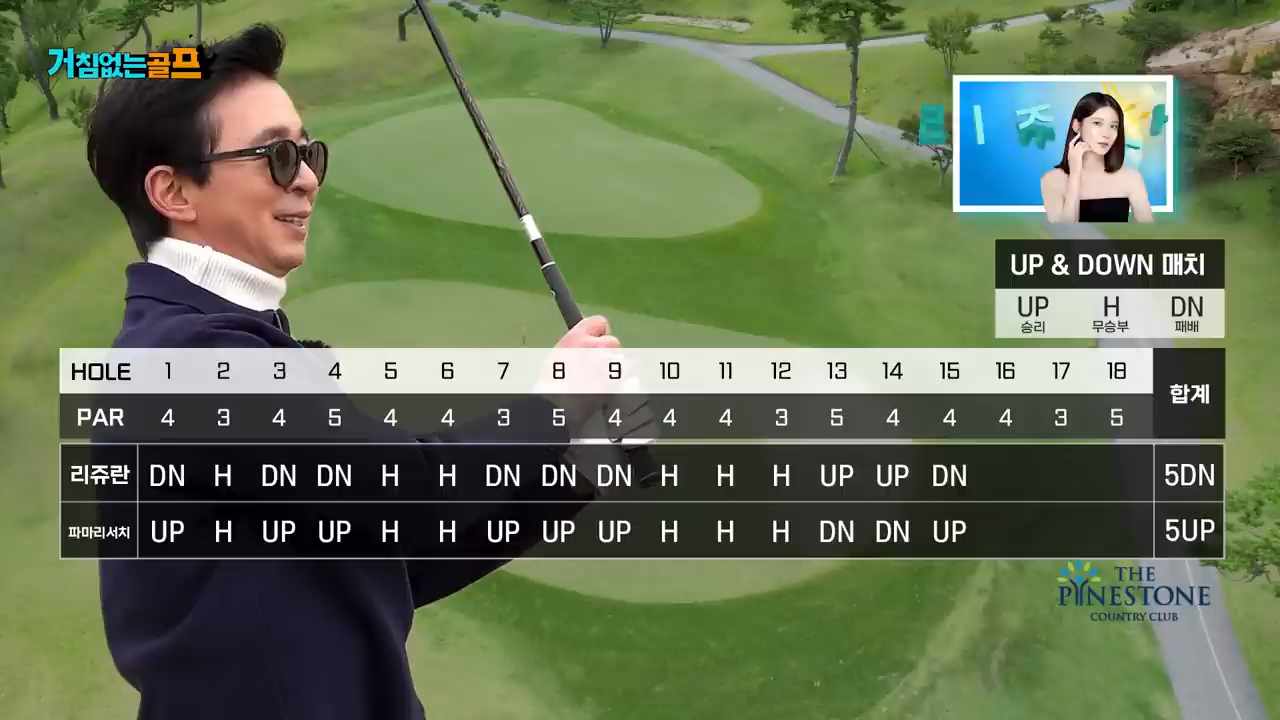 거침없는골프
리쥬
UP & DOWN 매치
UP H DN
승리 무승부 패배
HOLE 1 2 3 4 5 6 7 8 9 10 11 12 13 14 15 16 17 18 합계
PAR 4 3 4 5 4 4 3 5 4 4 4 3 5 4 4 4 3 5
리쥬란 DN H DN DN H H DN DN DN H H H UP UP DN 5DN
파마리서치 UP H UP UP H H UP UP UP H H H DN DN UP 5UP
THE
PINESTONE
COUNTRY CLUB